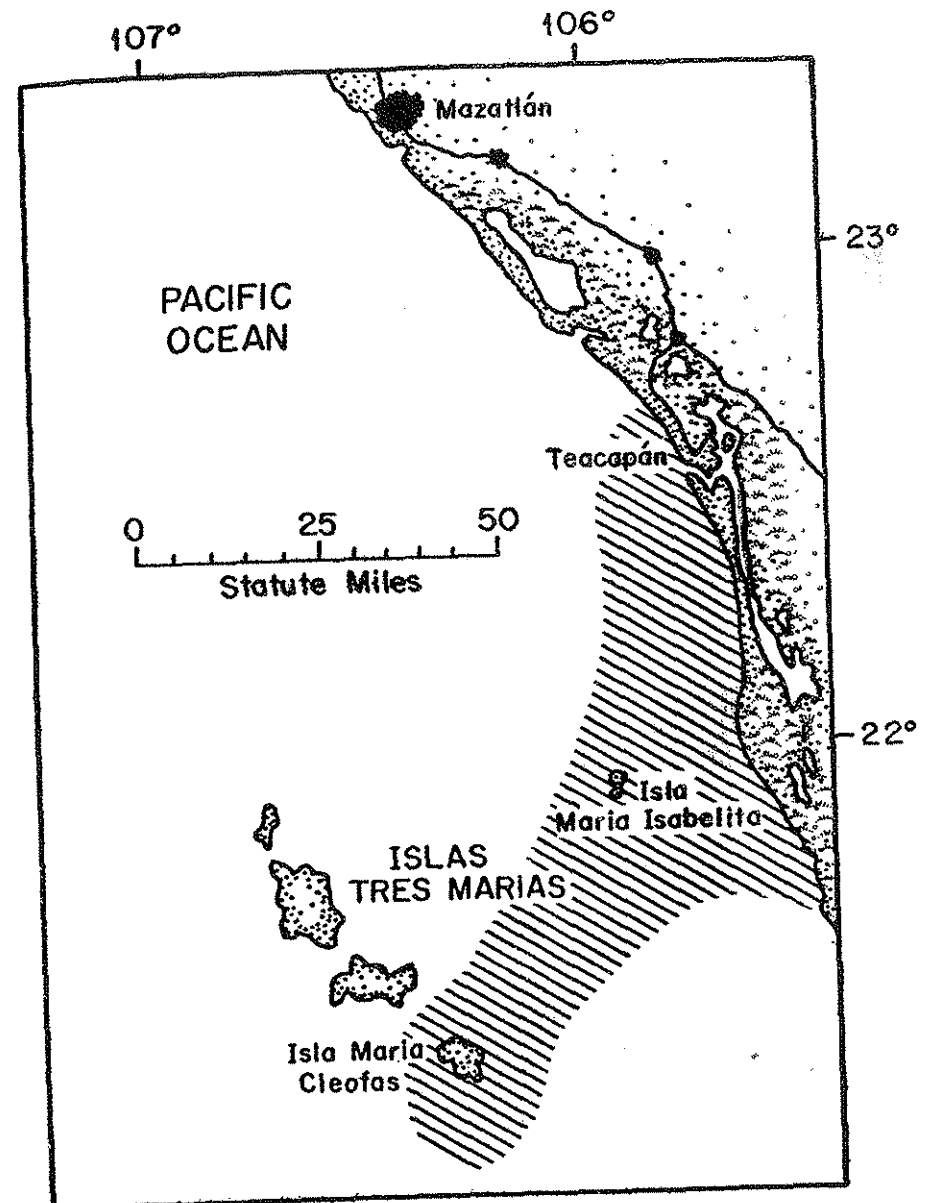 107°
106°
Mazatlán
23°
PACIFIC
OCEAN
Teacapán
0 25 50
Statute Miles
22°
Isla
Maria Isabelita
ISLAS
TRES MARIAS
Isla Maria
Cleofas